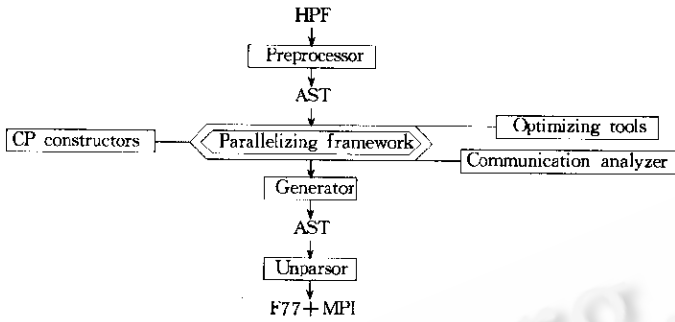 HPF
Preprocessor
AST
Optimizing tools
CP constructors
Parallelizing framework
Communication analyzer
Generator
AST
Unparsor
F77+MPI